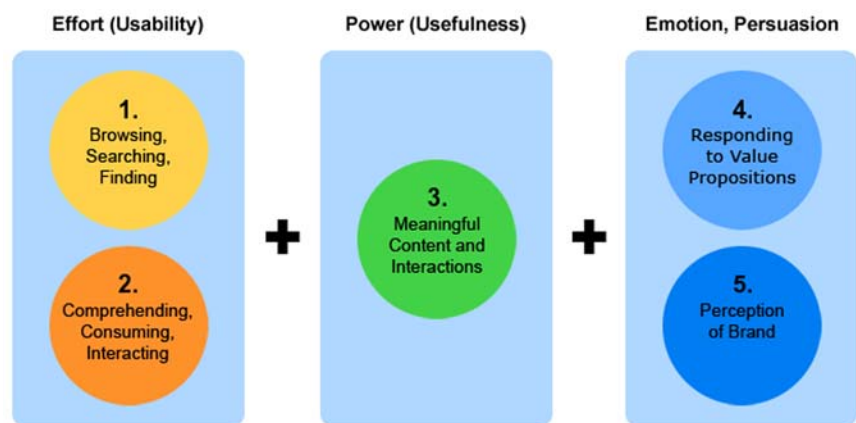 Effort (Usability)
Power (Usefulness)
Emotion, Persuasion
1.
Browsing,
Searching,
Finding
2.
Comprehending,
Consuming,
Interacting
+
3.
Meaningful
Content and
Interactions
+
4.
Responding
to Value
Propositions
5.
Perception
of Brand